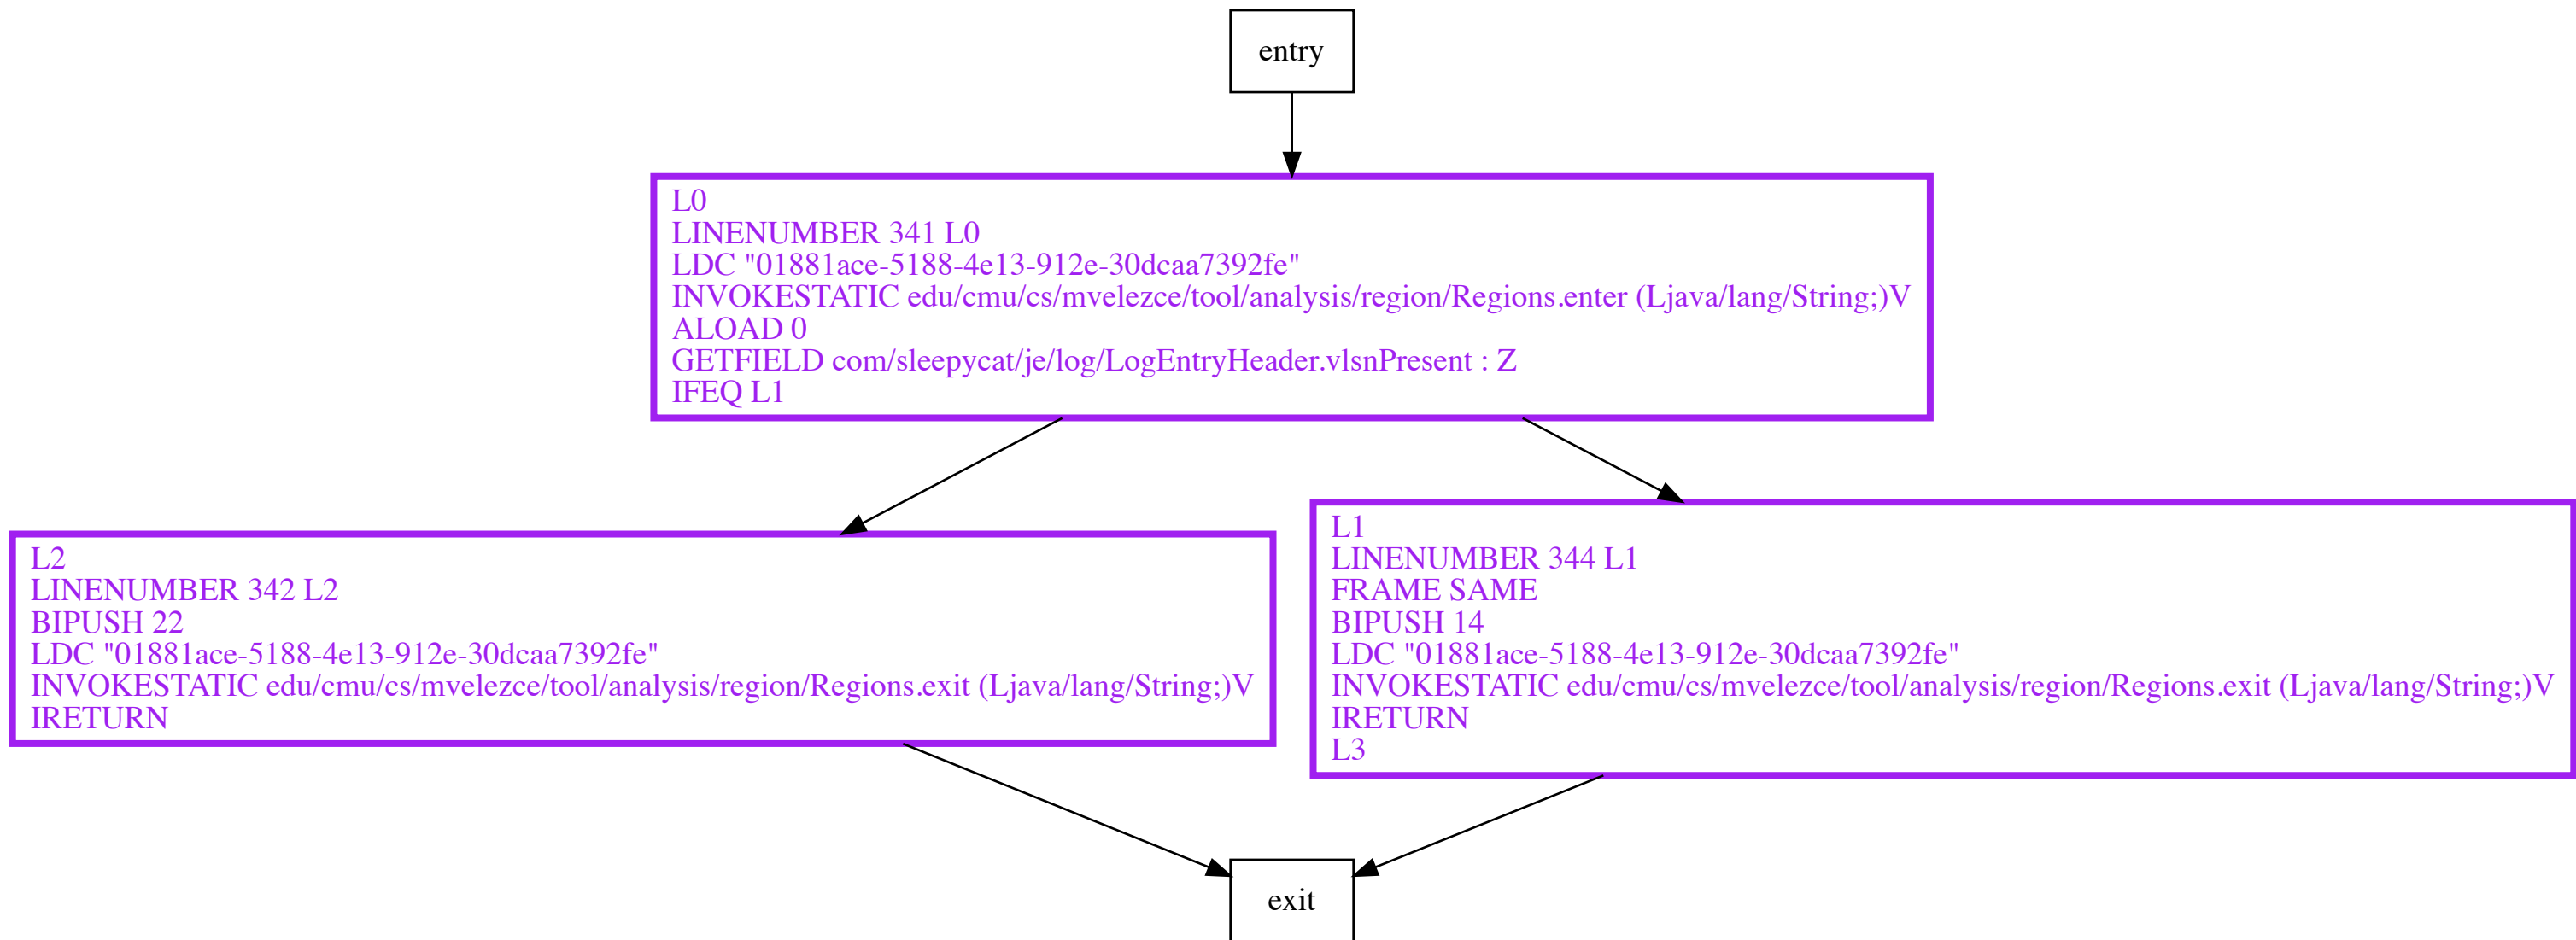 entry
L0
LINENUMBER 341 L0
LDC "01881ace-5188-4e13-912e-30dcaa7392fe"
INVOKESTATIC edu/cmu/cs/mvelezce/tool/analysis/region/Regions.enter (Ljava/lang/String;)V
ALOAD 0
GETFIELD com/sleepycat/je/log/LogEntryHeader.vlsnPresent : Z
IFEQ L1
L2
LINENUMBER 342 L2
BIPUSH 22
LDC "01881ace-5188-4e13-912e-30dcaa7392fe"
INVOKESTATIC edu/cmu/cs/mvelezce/tool/analysis/region/Regions.exit (Ljava/lang/String;)V
IRETURN
L1
LINENUMBER 344 L1
FRAME SAME
BIPUSH 14
LDC "01881ace-5188-4e13-912e-30dcaa7392fe"
INVOKESTATIC edu/cmu/cs/mvelezce/tool/analysis/region/Regions.exit (Ljava/lang/String;)V
IRETURN
L3
exit